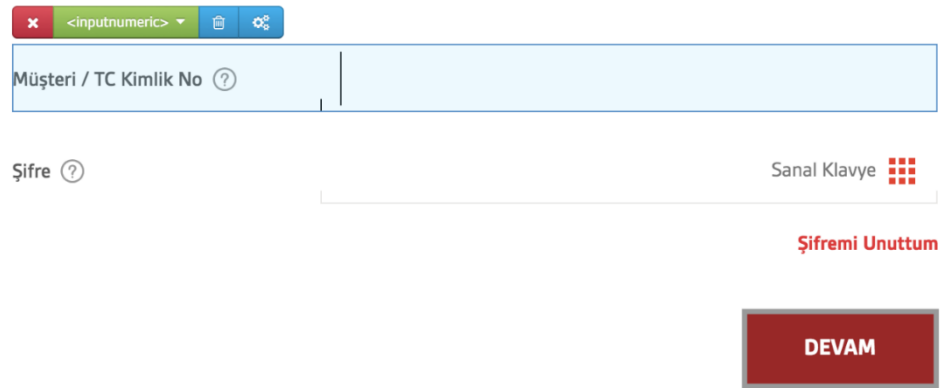 <inputnumeric>
Müşteri / TC Kimlik No ?
Şifre ? Sanal Klavye
Şifremi Unuttum
DEVAM